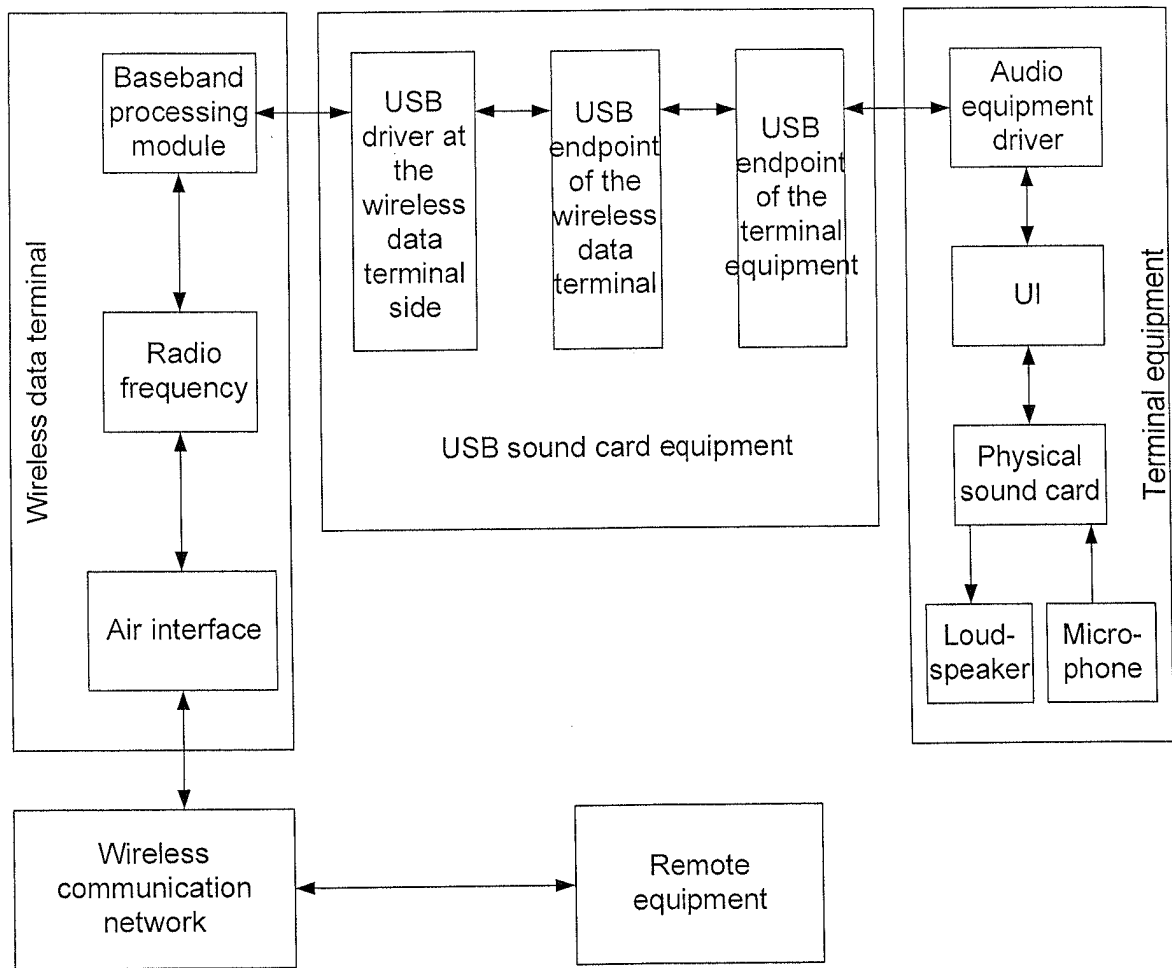 Wireless data terminal
Baseband
processing
module
Radio
frequency
Air interface
USB
driver at
the
wireless
data
terminal
side
USB
endpoint
of the
wireless
data
terminal
USB
endpoint
of the
terminal
equipment
USB sound card equipment
Audio
equipment
driver
UI
Physical
sound card
Loud-
speaker
Micro-
phone
Terminal equipment
Wireless
communication
network
Remote
equipment